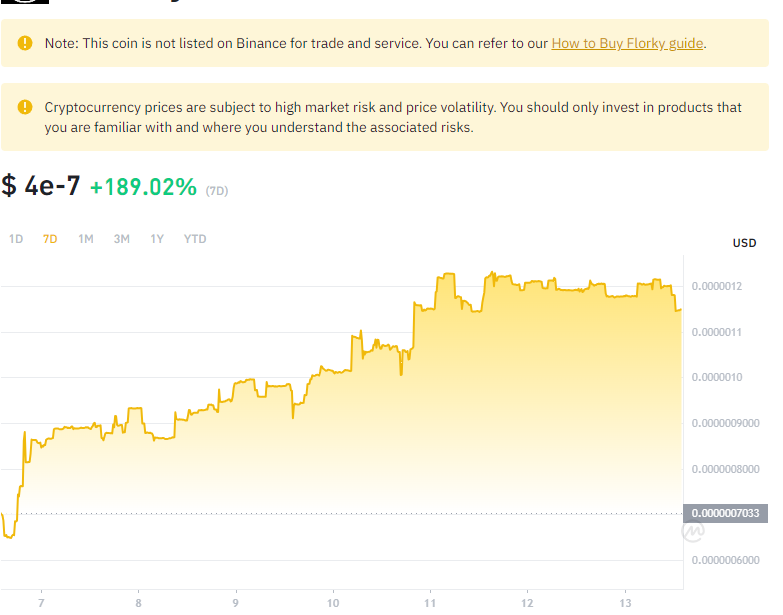 Note: This coin is not listed on Binance for trade and service. You can refer to our How to Buy Florky guide.
Cryptocurrency prices are subject to high market risk and price volatility. You should only invest in products that
you are familiar with and where you understand the associated risks.
$ 4e-7 +189.02% (7D)
1D 7D 1M 3M 1Y YTD
USD
0.0000012
0.0000011
0.0000010
0.0000009000
0.0000008000
0.0000007033
0.0000006000
7 8 9 10 11 12 13